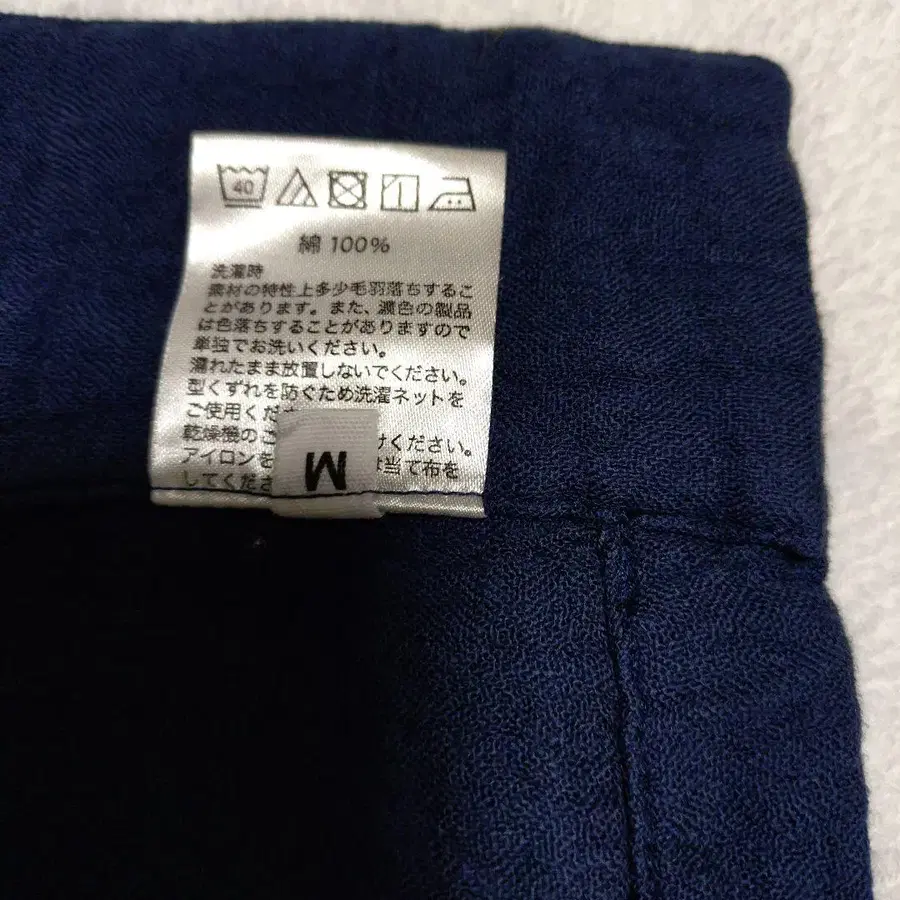 40
綿 100%
洗濯時
素材の特性上多少毛羽落ちするこ
とがあります。また、濃色の製品
は色落ちすることがありますので
単独でお洗いください。
濡れたまま放置しないでください。
型くずれを防ぐため洗濯ネットを
ご使用くださ
乾燥機のご けください。
アイロンを は当て布を
してくださ
M